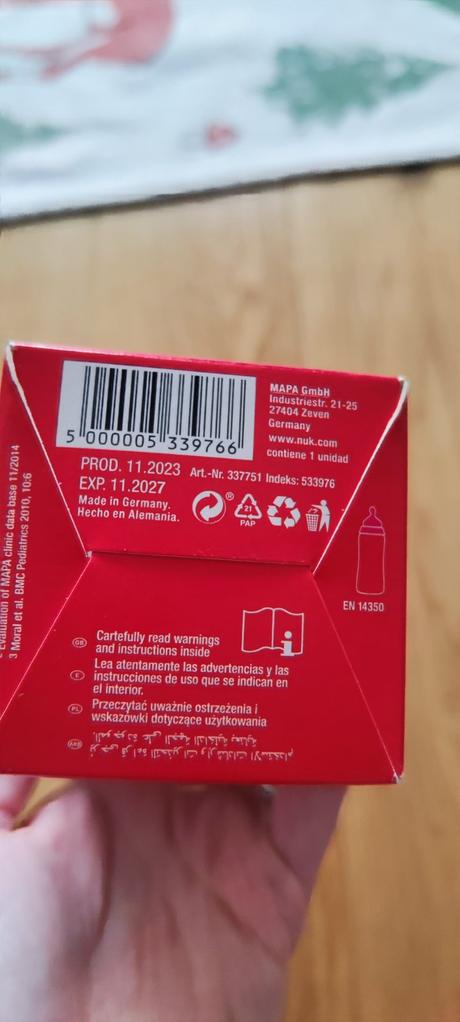 Evaluation of MAPA clinic data base 11/2014
3 Moral et al. BMC Pediatrics 2010, 10:6
5 000005 339766
MAPA GmbH
Industriestr. 21-25
27404 Zeven
Germany
www.nuk.com
contiene 1 unidad
PROD. 11.2023 Art.-Nr. 337751 Indeks: 533976
EXP. 11.2027
Made in Germany.
Hecho en Alemania.
®
21
PAP
EN 14350
GB Cartefully read warnings
and instructions inside
E Lea atentamente las advertencias y las
instrucciones de uso que se indican en
el interior.
PL Przeczytać uważnie ostrzeżenia i
wskazówki dotyczące użytkowania